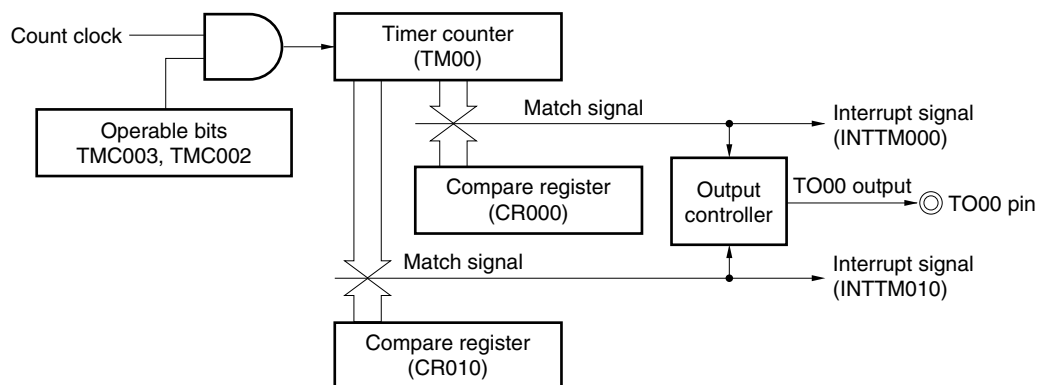 Count clock
Timer counter
(TM00)
Operable bits
TMC003, TMC002
Match signal
Interrupt signal
(INTTM000)
Compare register
(CR000)
Output
controller
TO00 output
TO00 pin
Match signal
Interrupt signal
(INTTM010)
Compare register
(CR010)